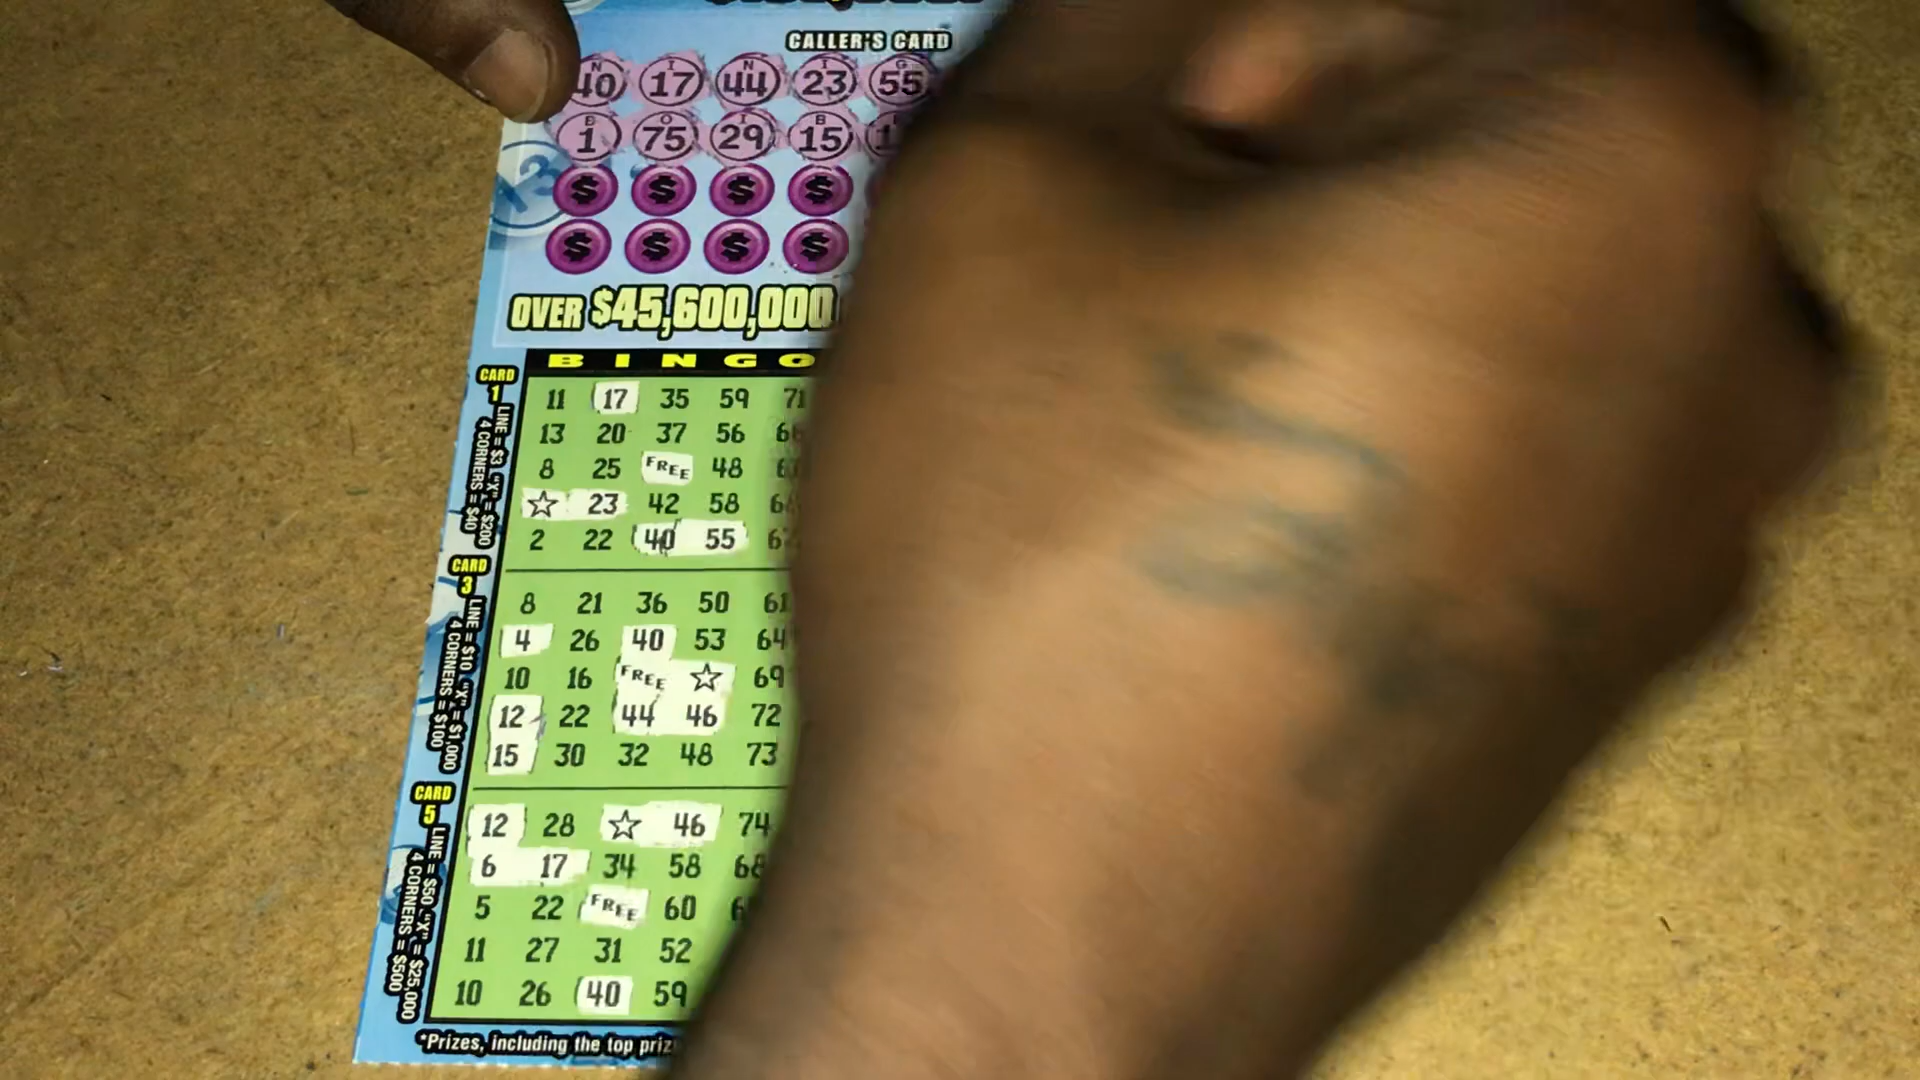 CALLER'S CARD
N I N I G
40 17 44 23 55
B O I B
1 75 29 15
$ $ $ $
$ $ $ $
OVER $45,600,000
B I N G O
CARD 1
LINE = $3 "X" = $200
4 CORNERS = $40
11 17 35 59 71
13 20 37 56
8 25 FREE 48
☆ 23 42 58
2 22 40 55
CARD 3
LINE = $10 "X" = $1,000
4 CORNERS = $100
8 21 36 50 61
4 26 40 53 64
10 16 FREE ☆ 69
12 22 44 46 72
15 30 32 48 73
CARD 5
LINE = $50 "X" = $25,000
4 CORNERS = $500
12 28 ☆ 46 74
6 17 34 58 68
5 22 FREE 60
11 27 31 52
10 26 40 59
*Prizes, including the top